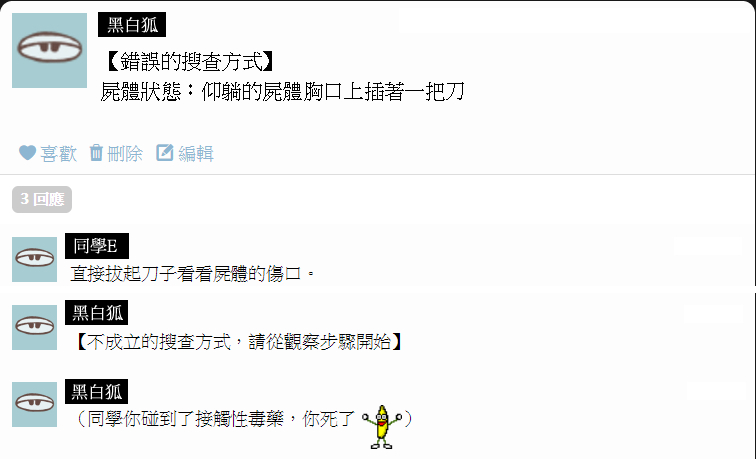 黑白狐
【錯誤的搜查方式】
屍體狀態：仰躺的屍體胸口上插著一把刀
喜歡 刪除 編輯
3 回應
同學E
直接拔起刀子看看屍體的傷口。
黑白狐
【不成立的搜查方式，請從觀察步驟開始】
黑白狐
（同學你碰到了接觸性毒藥，你死了）